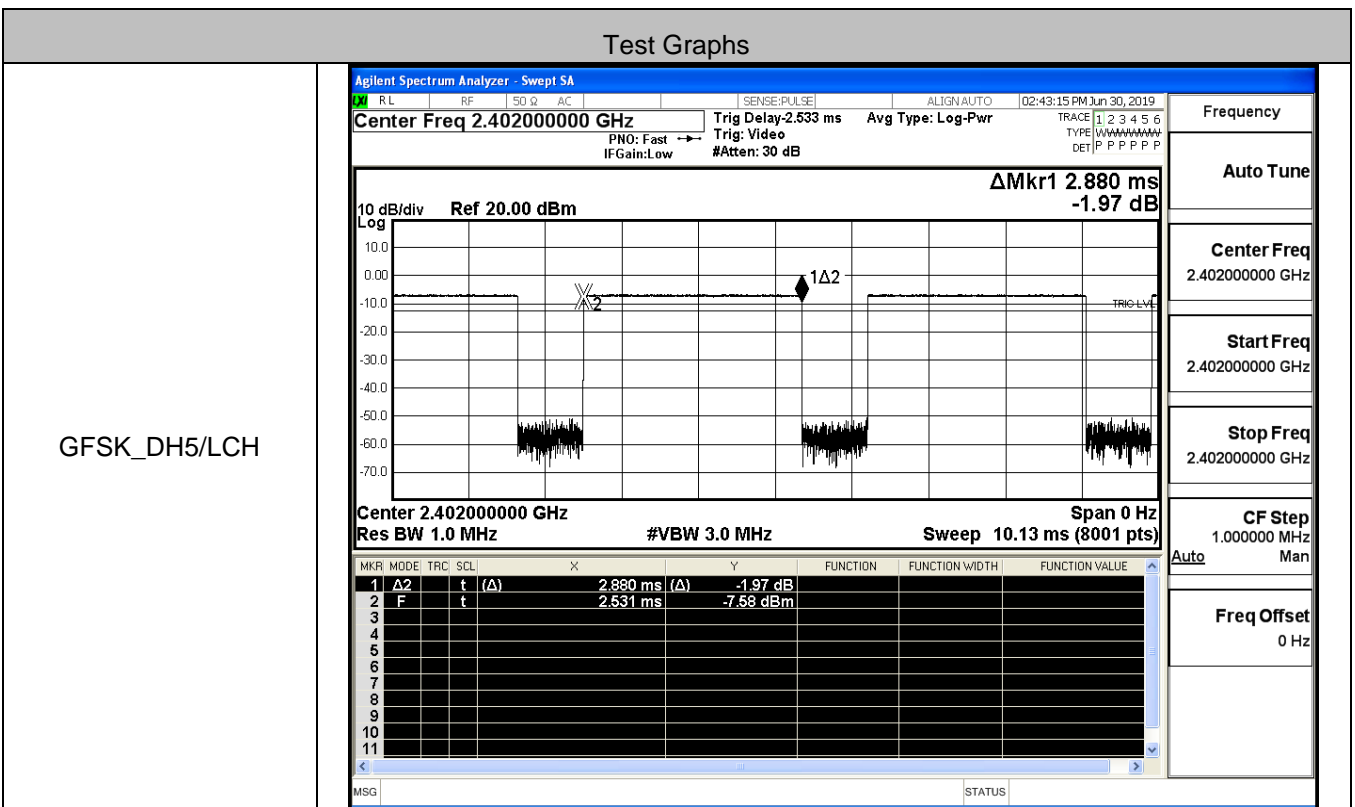 Test Graphs
GFSK_DH5/LCH
Agilent Spectrum Analyzer - Swept SA
LXI RL RF 50 Ω AC SENSE:PULSE ALIGN AUTO 02:43:15 PM Jun 30, 2019
Center Freq 2.402000000 GHz
PNO: Fast
IFGain:Low
Trig Delay-2.533 ms
Trig: Video
#Atten: 30 dB
Avg Type: Log-Pwr
TRACE 1 2 3 4 5 6
TYPE WWWWWW
DET P P P P P P
ΔMkr1 2.880 ms
-1.97 dB
10 dB/div Ref 20.00 dBm
Log
10.0
0.00
-10.0
-20.0
-30.0
-40.0
-50.0
-60.0
-70.0
2
1Δ2
TRIG LVL
Center 2.402000000 GHz Span 0 Hz
Res BW 1.0 MHz #VBW 3.0 MHz Sweep 10.13 ms (8001 pts)
MKR MODE TRC SCL X Y FUNCTION FUNCTION WIDTH FUNCTION VALUE
1 Δ2 t (Δ) 2.880 ms (Δ) -1.97 dB
2 F t 2.531 ms -7.58 dBm
3
4
5
6
7
8
9
10
11
MSG STATUS
Frequency
Auto Tune
Center Freq
2.402000000 GHz
Start Freq
2.402000000 GHz
Stop Freq
2.402000000 GHz
CF Step
1.000000 MHz
Auto Man
Freq Offset
0 Hz